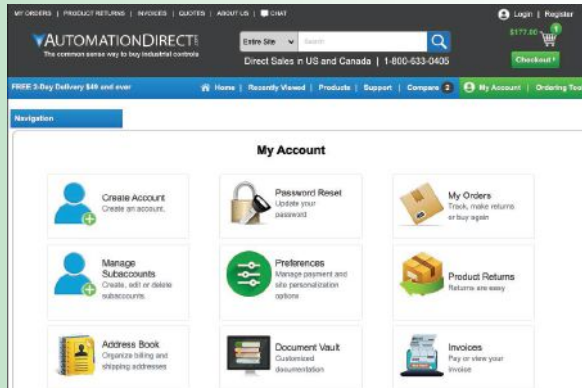 MY ORDERS | PRODUCT RETURNS | INVOICES | QUOTES | ABOUT US | CHAT
Login | Register
AUTOMATIONDIRECT
The common sense way to buy industrial controls
Entire Site
Search
$177.00
1
Direct Sales in US and Canada | 1-800-633-0405
Checkout
FREE 2-Day Delivery $49 and over
Home | Recently Viewed | Products | Support | Compare 2
My Account | Ordering Tool
Navigation
My Account
Create Account
Create an account.
Password Reset
Update your
password
My Orders
Track, make returns
or buy again
Manage
Subaccounts
Create, edit or delete
subaccounts.
Preferences
Manage payment and
site personalization
options
Product Returns
Returns are easy
Address Book
Organize billing and
shipping addresses
Document Vault
Customized
documentation
Invoices
Pay or view your
invoice